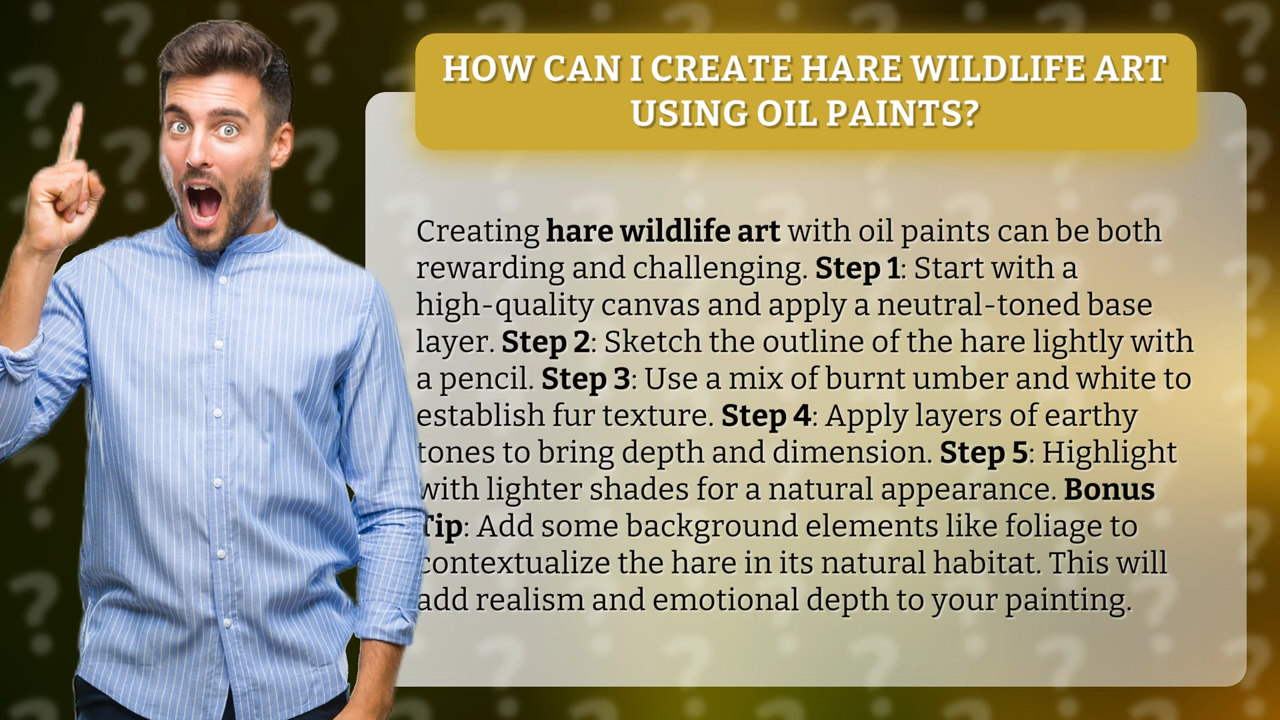 HOW CAN I CREATE HARE WILDLIFE ART
USING OIL PAINTS?
Creating hare wildlife art with oil paints can be both
rewarding and challenging. Step 1: Start with a
high-quality canvas and apply a neutral-toned base
layer. Step 2: Sketch the outline of the hare lightly with
a pencil. Step 3: Use a mix of burnt umber and white to
establish fur texture. Step 4: Apply layers of earthy
tones to bring depth and dimension. Step 5: Highlight
with lighter shades for a natural appearance. Bonus
Tip: Add some background elements like foliage to
contextualize the hare in its natural habitat. This will
add realism and emotional depth to your painting.